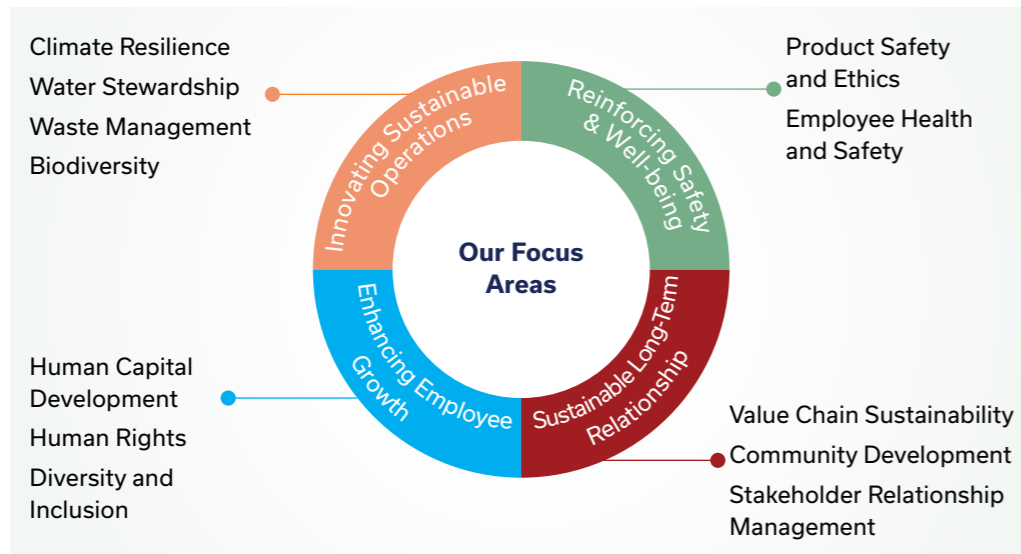 Climate Resilience
Water Stewardship
Waste Management
Biodiversity
Innovating Sustainable
Operations
Reinforcing Safety
& Well-being
Product Safety
and Ethics
Employee Health
and Safety
Our Focus
Areas
Human Capital
Development
Human Rights
Diversity and
Inclusion
Enhancing Employee
Growth
Sustainable Long-Term
Relationship
Value Chain Sustainability
Community Development
Stakeholder Relationship
Management